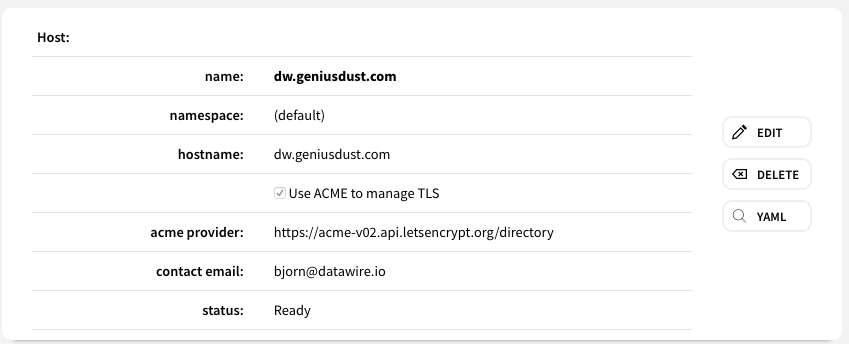 Host:
name: dw.geniusdust.com
namespace: (default)
hostname: dw.geniusdust.com
Use ACME to manage TLS
acme provider: https://acme-v02.api.letsencrypt.org/directory
contact email: bjorn@datawire.io
status: Ready
EDIT
DELETE
YAML